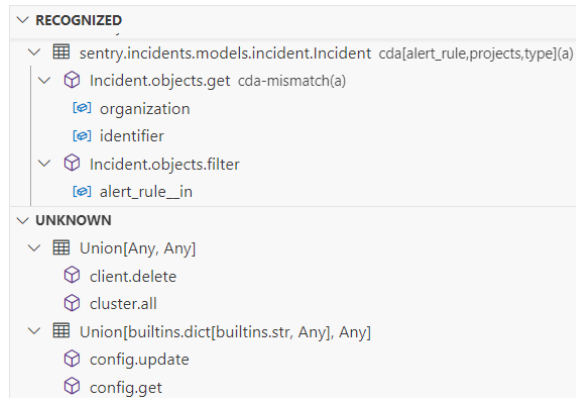 RECOGNIZED
sentry.incidents.models.incident.Incident cda[alert_rule,projects,type](a)
Incident.objects.get cda-mismatch(a)
organization
identifier
Incident.objects.filter
alert_rule__in
UNKNOWN
Union[Any, Any]
client.delete
cluster.all
Union[builtins.dict[builtins.str, Any], Any]
config.update
config.get